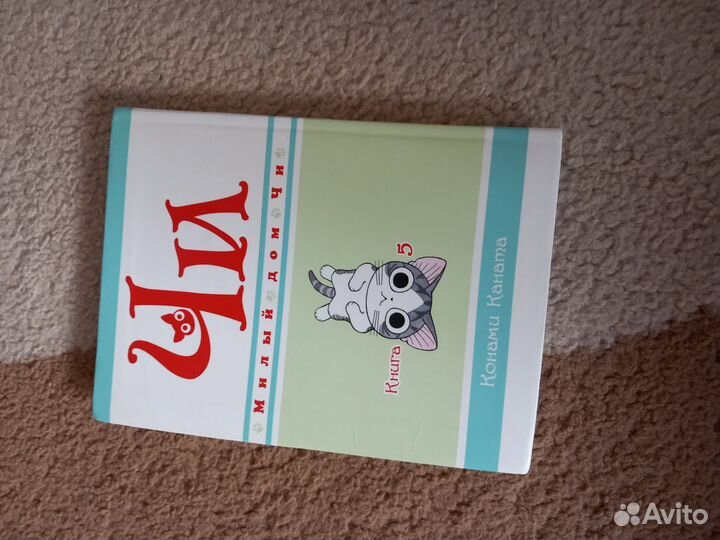 Чи
Милый дом Чи
Книга 5
Конами Каната
Avito